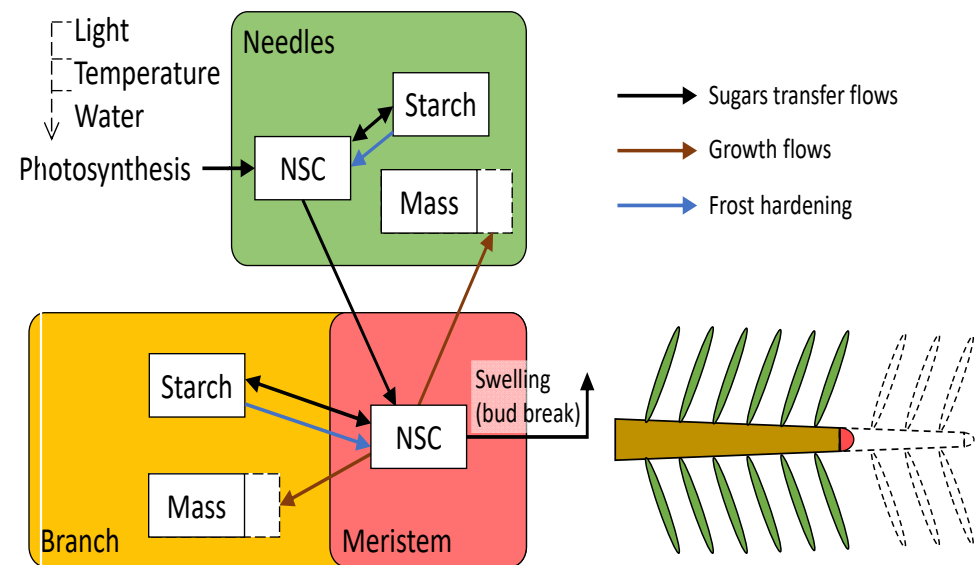 Light
Temperature
Water
Photosynthesis
Needles
Starch
NSC
Mass
Sugars transfer flows
Growth flows
Frost hardening
Starch
NSC
Swelling
(bud break)
Mass
Branch
Meristem